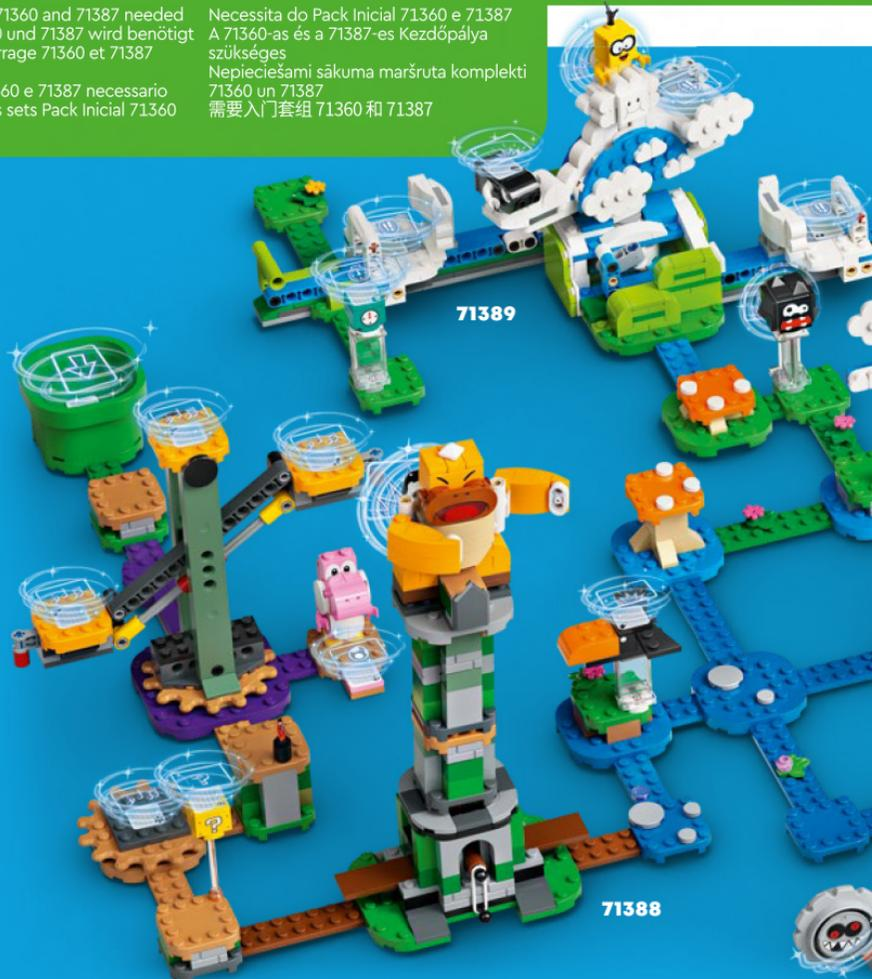 71360 and 71387 needed
und 71387 wird benötigt
rrage 71360 et 71387
60 e 71387 necessario
s sets Pack Inicial 71360
Necessita do Pack Inicial 71360 e 71387
A 71360-as és a 71387-es Kezdőpálya
szükséges
Nepieciešami sākuma maršruta komplekti
71360 un 71387
需要入门套组 71360 和 71387
71389
?
71388